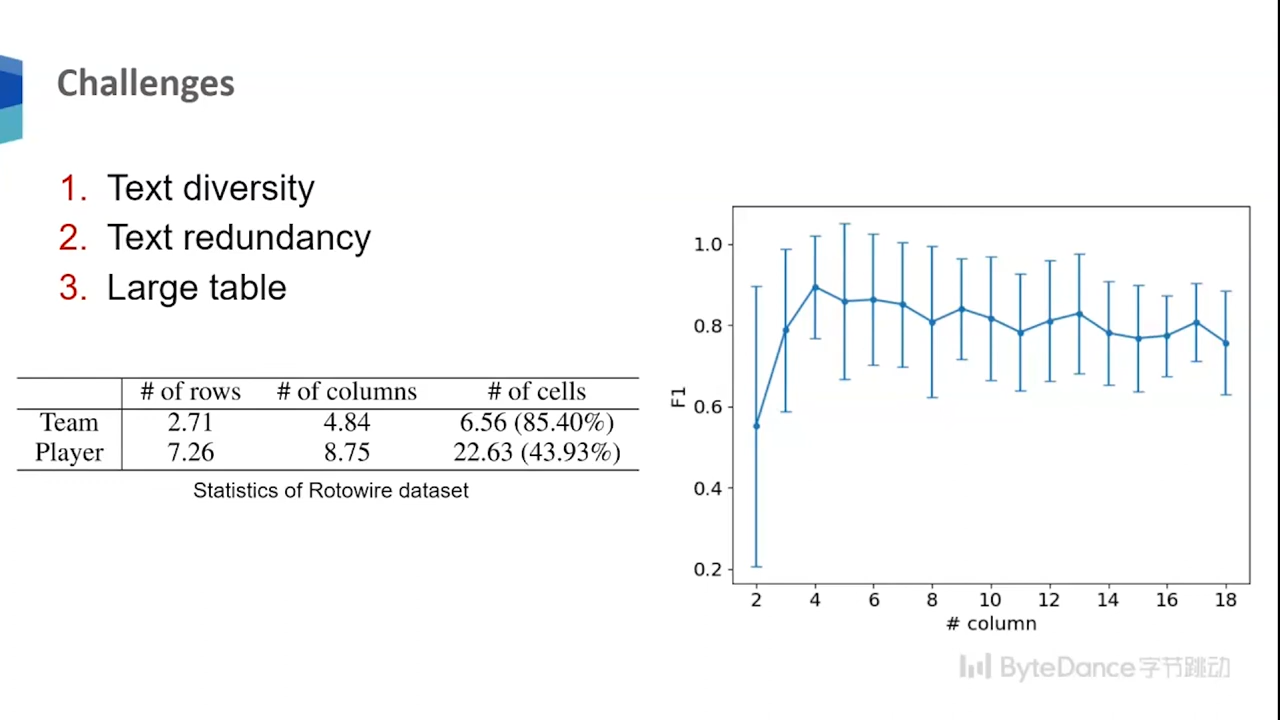 Challenges
1. Text diversity
2. Text redundancy
3. Large table
# of rows # of columns # of cells
Team 2.71 4.84 6.56 (85.40%)
Player 7.26 8.75 22.63 (43.93%)
Statistics of Rotowire dataset
1.0
0.8
0.6
0.4
0.2
F1
2 4 6 8 10 12 14 16 18
# column
ByteDance字节跳动